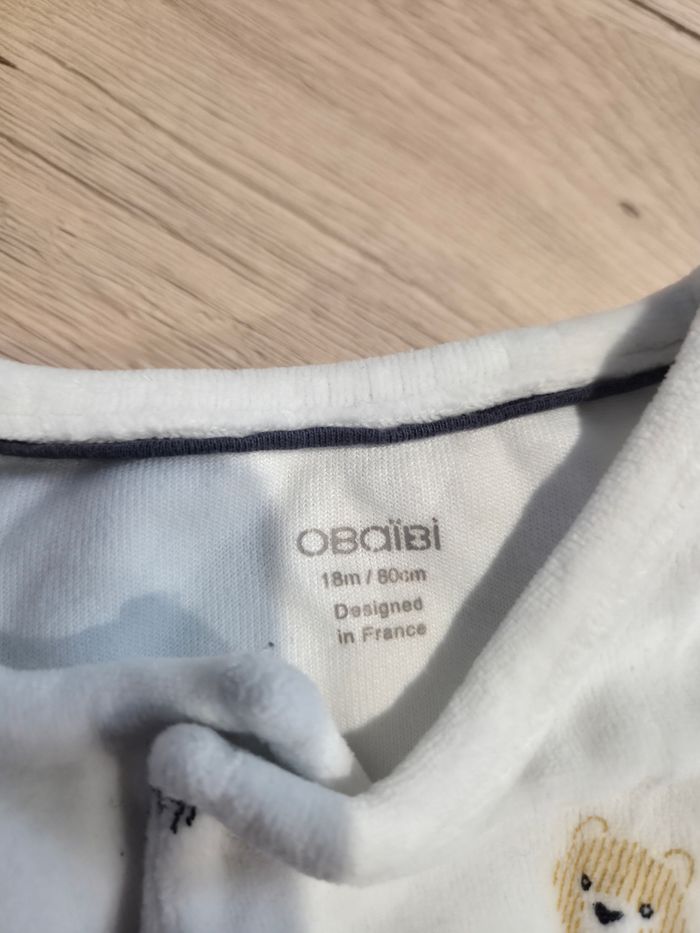 OBaïBi
18m / 80cm
Designed
in France